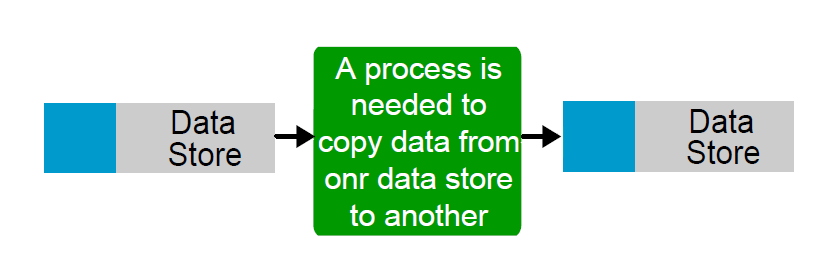 Data
Store
A process is
needed to
copy data from
onr data store
to another
Data
Store